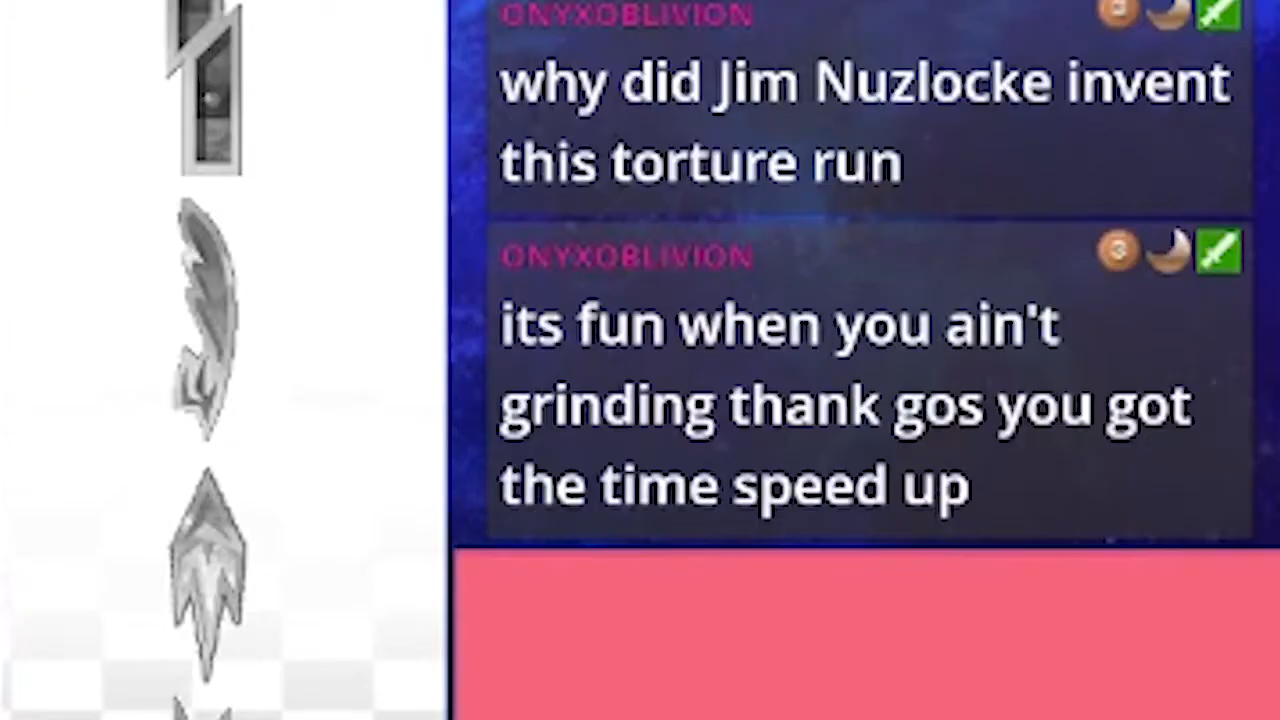 ONYXOBLIVION
why did Jim Nuzlocke invent
this torture run
ONYXOBLIVION
its fun when you ain't
grinding thank gos you got
the time speed up